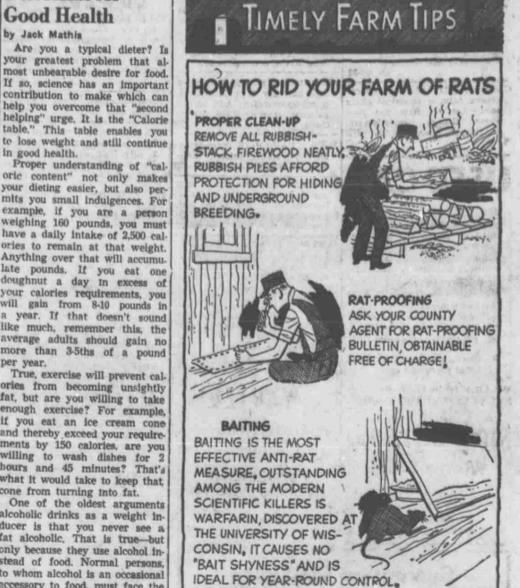 Good Health
by Jack Mathis
Are you a typical dieter? Is
your greatest problem that al-
most unbearable desire for food.
If so, science has an important
contribution to make which can
help you overcome that "second
helping" urge. It is the "Calorie
table." This table enables you
to lose weight and still continue
in good health.
Proper understanding of "cal-
oric content" not only makes
your dieting easier, but also per-
mits you small indulgences. For
example, if you are a person
weighing 160 pounds, you must
have a daily intake of 2,500 cal-
ories to remain at that weight.
Anything over that will accumu-
late pounds. If you eat one
doughnut a day in excess of
your calories requirements, you
will gain from 8-10 pounds in
a year. If that doesn't sound
like much, remember this, the
average adults should gain no
more than 3-5ths of a pound
per year.
True, exercise will prevent cal-
ories from becoming unsightly
fat, but are you willing to take
enough exercise? For example,
if you eat an ice cream cone
and thereby exceed your require-
ments by 150 calories, are you
willing to wash dishes for 2
hours and 45 minutes? That's
what it would take to keep that
cone from turning into fat.
One of the oldest arguments
alcoholic drinks as a weight in-
ducer is that you never see a
fat alcoholic. That is true—but
only because they use alcohol in-
stead of food. Normal persons,
to whom alcohol is an occasional
accessory to food, must face the
TIMELY FARM TIPS
HOW TO RID YOUR FARM OF RATS
PROPER CLEAN-UP
REMOVE ALL RUBBISH-
STACK FIREWOOD NEATLY,
RUBBISH PILES AFFORD
PROTECTION FOR HIDING
AND UNDERGROUND
BREEDING.
RAT-PROOFING
ASK YOUR COUNTY
AGENT FOR RAT-PROOFING
BULLETIN, OBTAINABLE
FREE OF CHARGE!
BAITING
BAITING IS THE MOST
EFFECTIVE ANTI-RAT
MEASURE, OUTSTANDING
AMONG THE MODERN
SCIENTIFIC KILLERS IS
WARFARIN, DISCOVERED AT
THE UNIVERSITY OF WIS-
CONSIN, IT CAUSES NO
"BAIT SHYNESS" AND IS
IDEAL FOR YEAR-ROUND CONTROL.